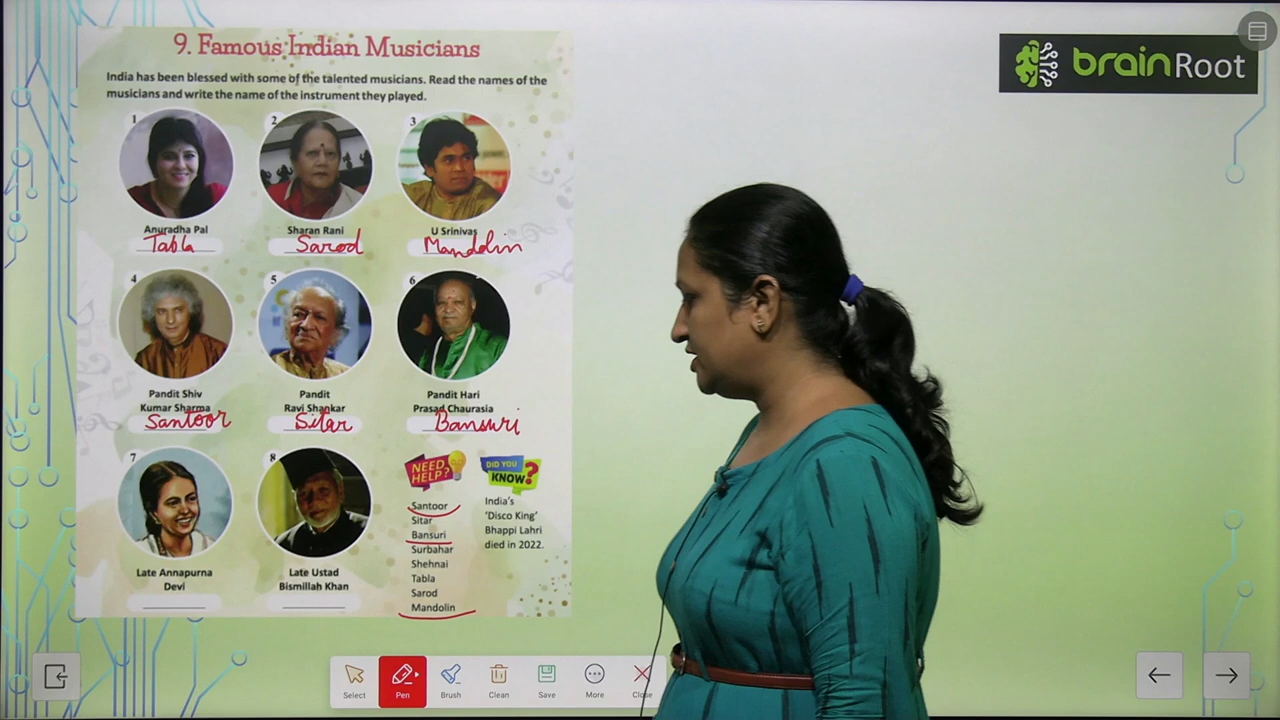 9. Famous Indian Musicians
India has been blessed with some of the talented musicians. Read the names of the
musicians and write the name of the instrument they played.
1
2
3
Anuradha Pal
Sharan Rani
U Srinivas
Tabla
Sarod
Mandolin
4
5
6
Pandit Shiv
Kumar Sharma
Pandit
Ravi Shankar
Pandit Hari
Prasad Chaurasia
Santoor
Sitar
Bansuri
7
8
Late Annapurna
Devi
Late Ustad
Bismillah Khan
NEED
HELP?
Santoor
Sitar
Bansuri
Surbahar
Shehnai
Tabla
Sarod
Mandolin
DID YOU
KNOW?
India's
'Disco King'
Bhappi Lahri
died in 2022.
brainRoot
Select
Pen
Brush
Clean
Save
More
Close